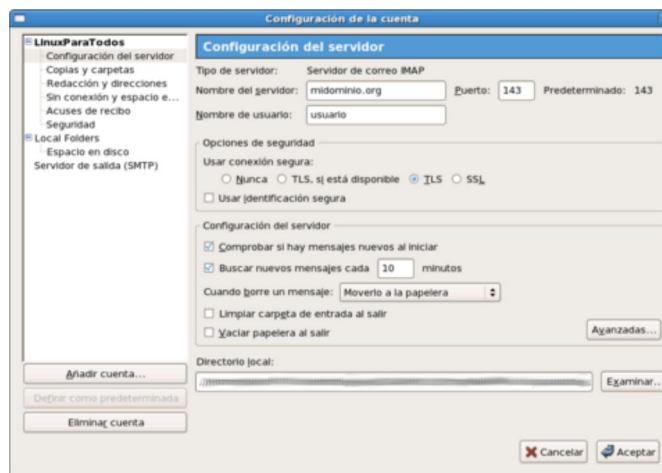 Configuración de la cuenta
LinuxParaTodos
Configuración del servidor
Copias y carpetas
Redacción y direcciones
Sin conexión y espacio e...
Acuses de recibo
Seguridad
Local Folders
Espacio en disco
Servidor de salida (SMTP)
Añadir cuenta...
Definir como predeterminada
Eliminar cuenta
Configuración del servidor
Tipo de servidor: Servidor de correo IMAP
Nombre del servidor: midominio.org Puerto: 143 Predeterminado: 143
Nombre de usuario: usuario
Opciones de seguridad
Usar conexión segura:
Nunca TLS, si está disponible TLS SSL
Usar identificación segura
Configuración del servidor
Comprobar si hay mensajes nuevos al iniciar
Buscar nuevos mensajes cada 10 minutos
Cuando borre un mensaje: Moverlo a la papelera
Limpiar carpeta de entrada al salir
Vaciar papelera al salir
Avanzadas...
Directorio local:
Examinar...
Cancelar Aceptar